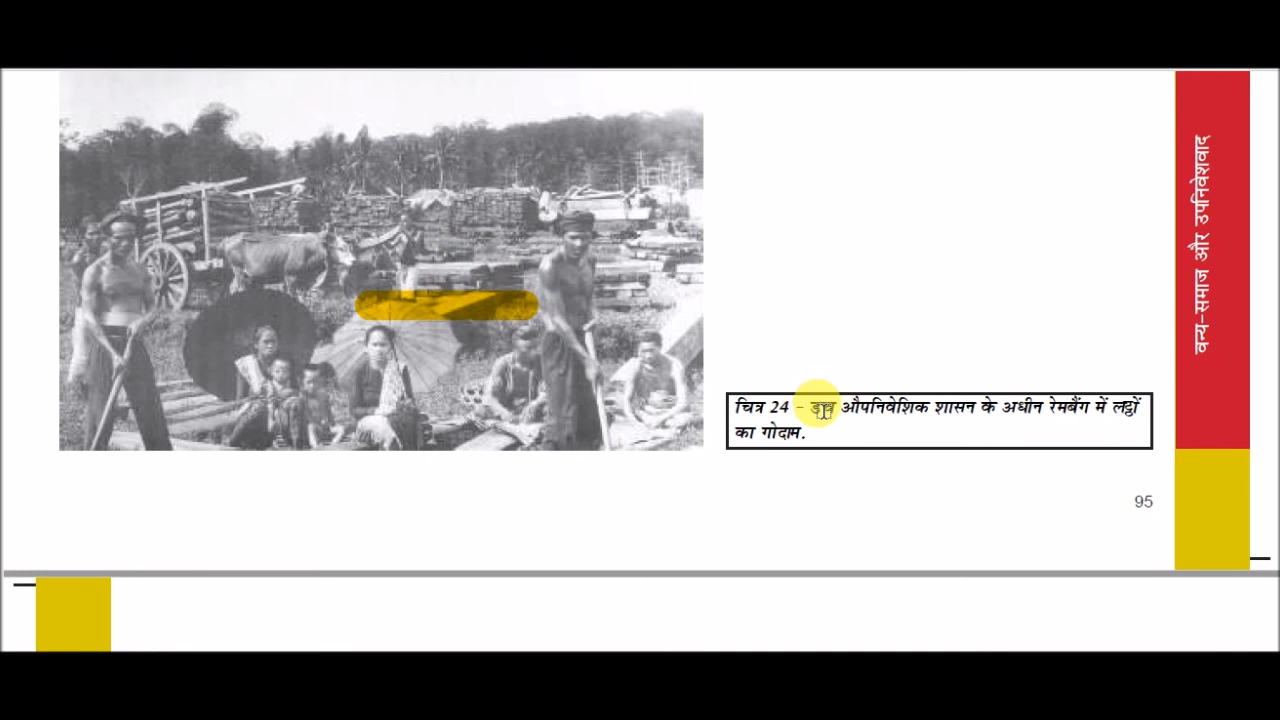 वन्य-समाज और उपनिवेशवाद
चित्र 24 - डच औपनिवेशिक शासन के अधीन रेमबैंग में लट्ठों
का गोदाम.
95